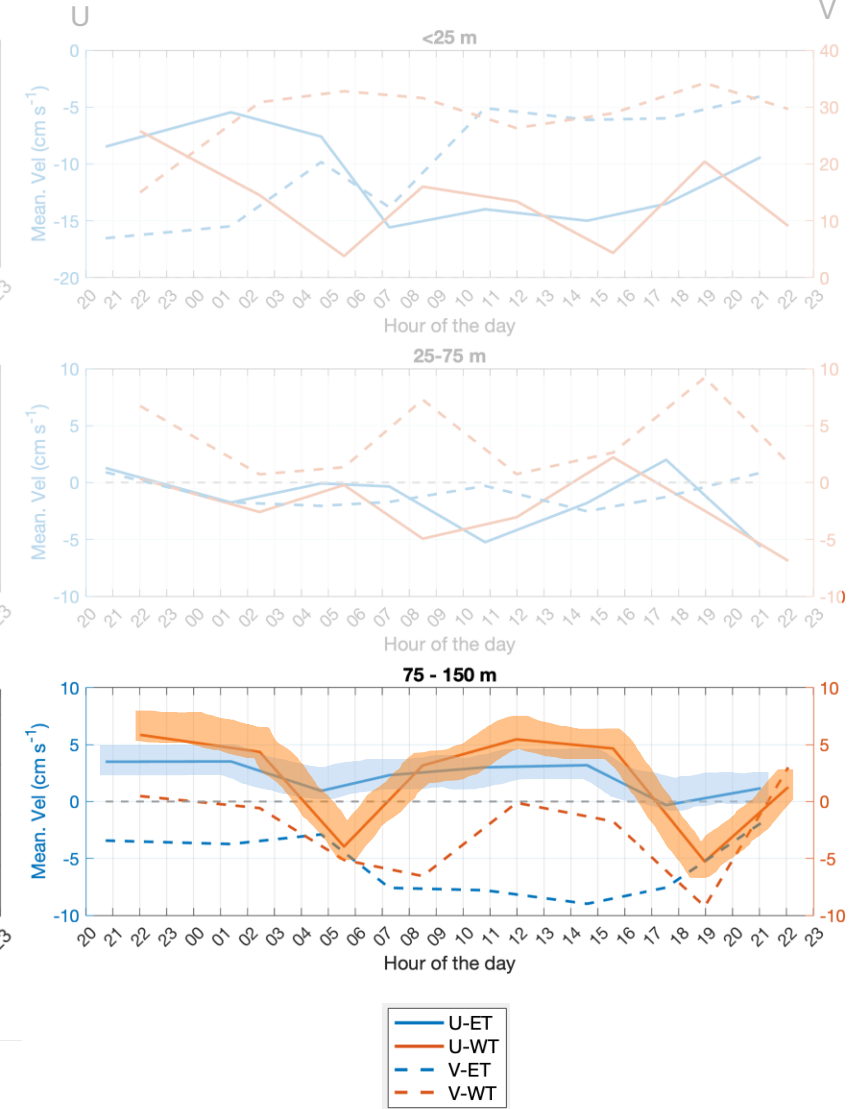 U V
<25 m
Mean. Vel (cm s⁻¹)
0 -5 -10 -15 -20
40 30 20 10 0
20 21 22 23 00 01 02 03 04 05 06 07 08 09 10 11 12 13 14 15 16 17 18 19 20 21 22 23
Hour of the day
25-75 m
Mean. Vel (cm s⁻¹)
10 5 0 -5 -10
10 5 0 -5 -10
20 21 22 23 00 01 02 03 04 05 06 07 08 09 10 11 12 13 14 15 16 17 18 19 20 21 22 23
Hour of the day
75 - 150 m
Mean. Vel (cm s⁻¹)
10 5 0 -5 -10
10 5 0 -5 -10
20 21 22 23 00 01 02 03 04 05 06 07 08 09 10 11 12 13 14 15 16 17 18 19 20 21 22 23
Hour of the day
U-ET
U-WT
V-ET
V-WT